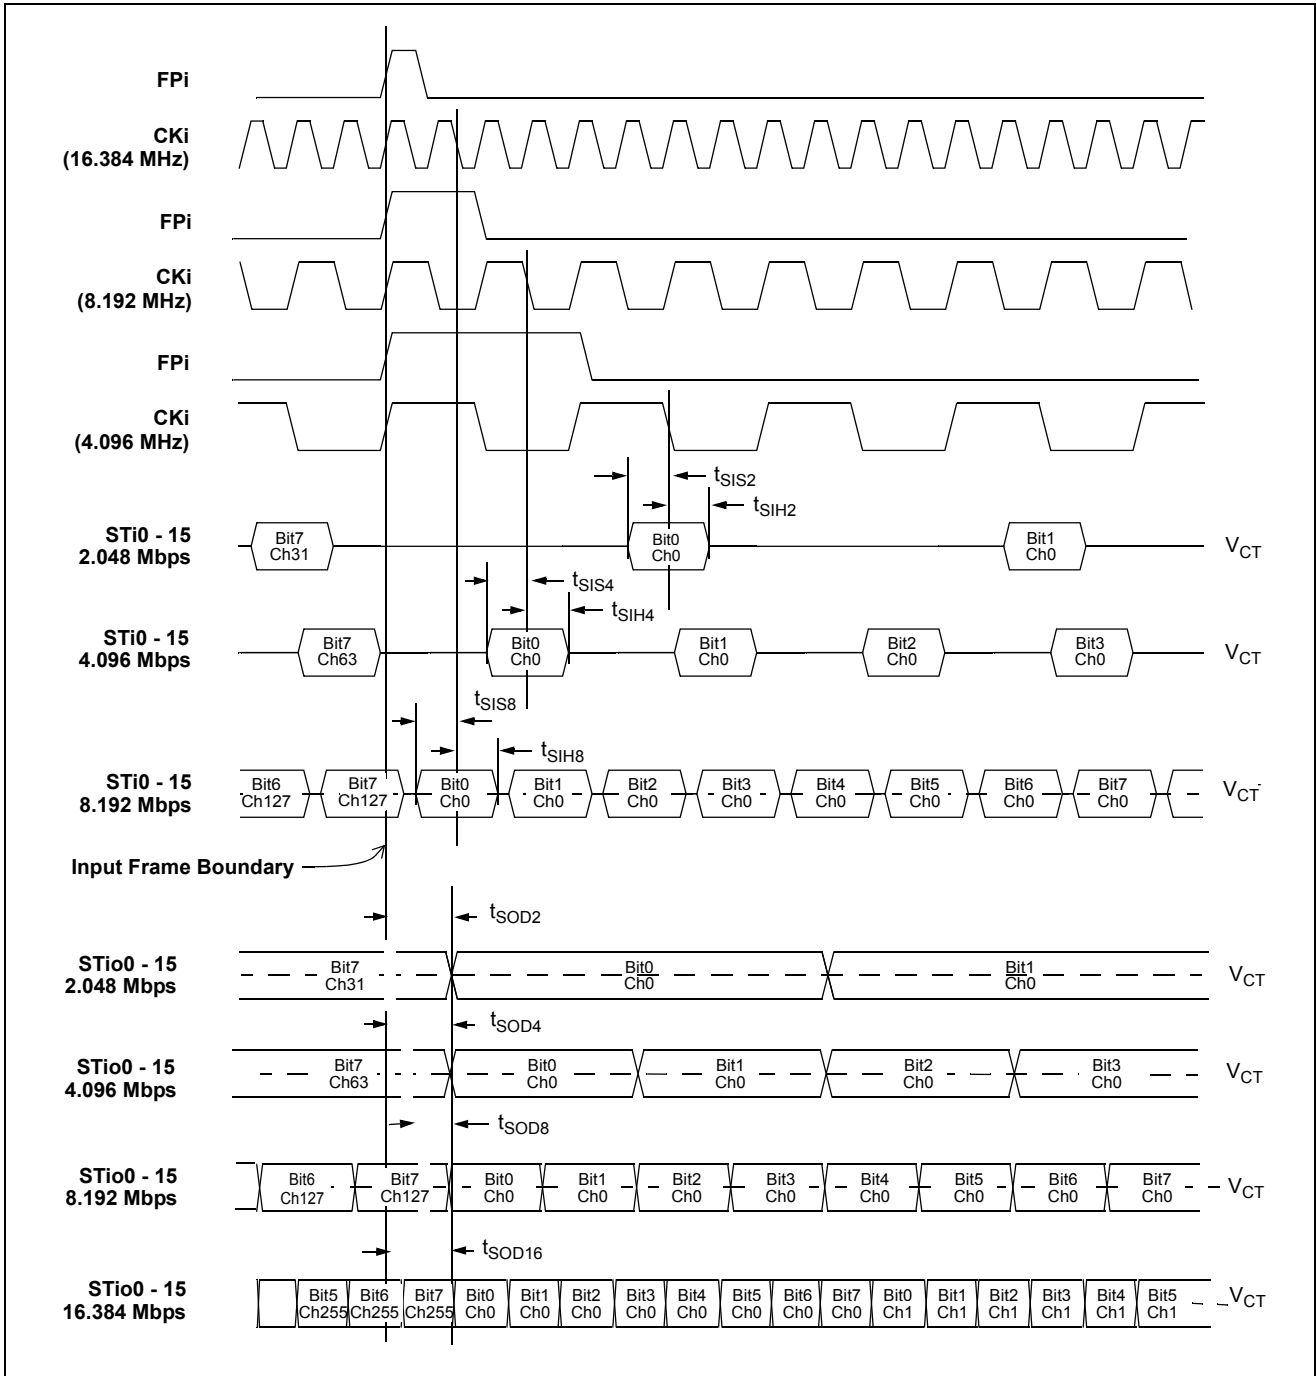 FPi
CKi
(16.384 MHz)
FPi
CKi
(8.192 MHz)
FPi
CKi
(4.096 MHz)
tSIS2
tSIH2
STi0 - 15
2.048 Mbps
Bit7
Ch31
Bit0
Ch0
Bit1
Ch0
VCT
tSIS4
tSIH4
STi0 - 15
4.096 Mbps
Bit7
Ch63
Bit0
Ch0
Bit1
Ch0
Bit2
Ch0
Bit3
Ch0
VCT
tSIS8
tSIH8
STi0 - 15
8.192 Mbps
Bit6
Ch127
Bit7
Ch127
Bit0
Ch0
Bit1
Ch0
Bit2
Ch0
Bit3
Ch0
Bit4
Ch0
Bit5
Ch0
Bit6
Ch0
Bit7
Ch0
VCT
Input Frame Boundary
tSOD2
STio0 - 15
2.048 Mbps
Bit7
Ch31
Bit0
Ch0
Bit1
Ch0
VCT
tSOD4
STio0 - 15
4.096 Mbps
Bit7
Ch63
Bit0
Ch0
Bit1
Ch0
Bit2
Ch0
Bit3
Ch0
VCT
tSOD8
STio0 - 15
8.192 Mbps
Bit6
Ch127
Bit7
Ch127
Bit0
Ch0
Bit1
Ch0
Bit2
Ch0
Bit3
Ch0
Bit4
Ch0
Bit5
Ch0
Bit6
Ch0
Bit7
Ch0
VCT
tSOD16
STio0 - 15
16.384 Mbps
Bit5
Ch255
Bit6
Ch255
Bit7
Ch255
Bit0
Ch0
Bit1
Ch0
Bit2
Ch0
Bit3
Ch0
Bit4
Ch0
Bit5
Ch0
Bit6
Ch0
Bit7
Ch0
Bit0
Ch1
Bit1
Ch1
Bit2
Ch1
Bit3
Ch1
Bit4
Ch1
Bit5
Ch1
VCT